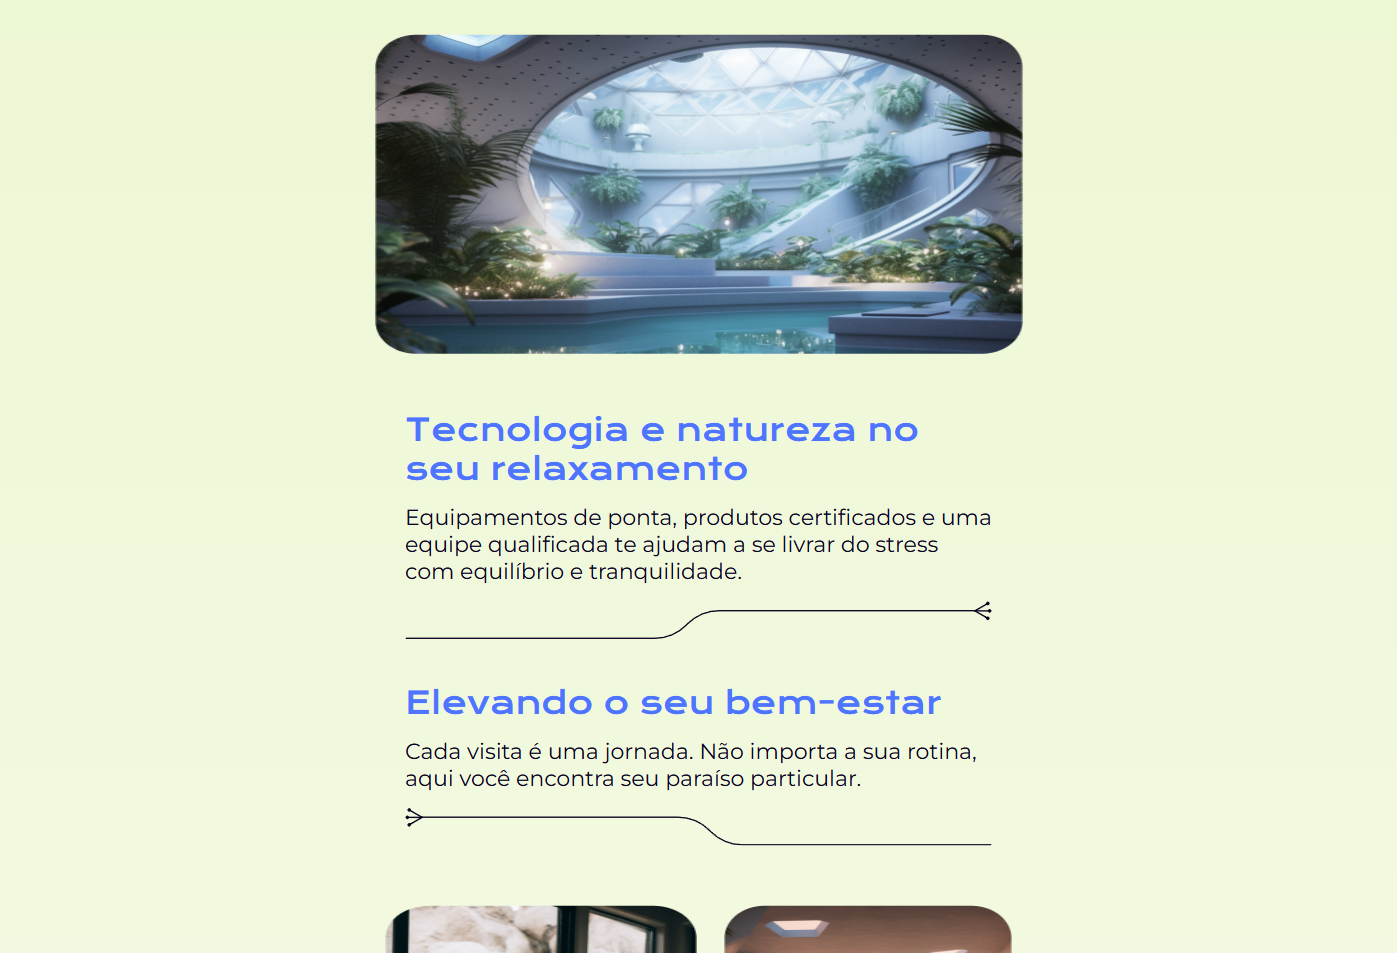 Tecnologia e natureza no
seu relaxamento
Equipamentos de ponta, produtos certificados e uma
equipe qualificada te ajudam a se livrar do stress
com equilíbrio e tranquilidade.
Elevando o seu bem-estar
Cada visita é uma jornada. Não importa a sua rotina,
aqui você encontra seu paraíso particular.